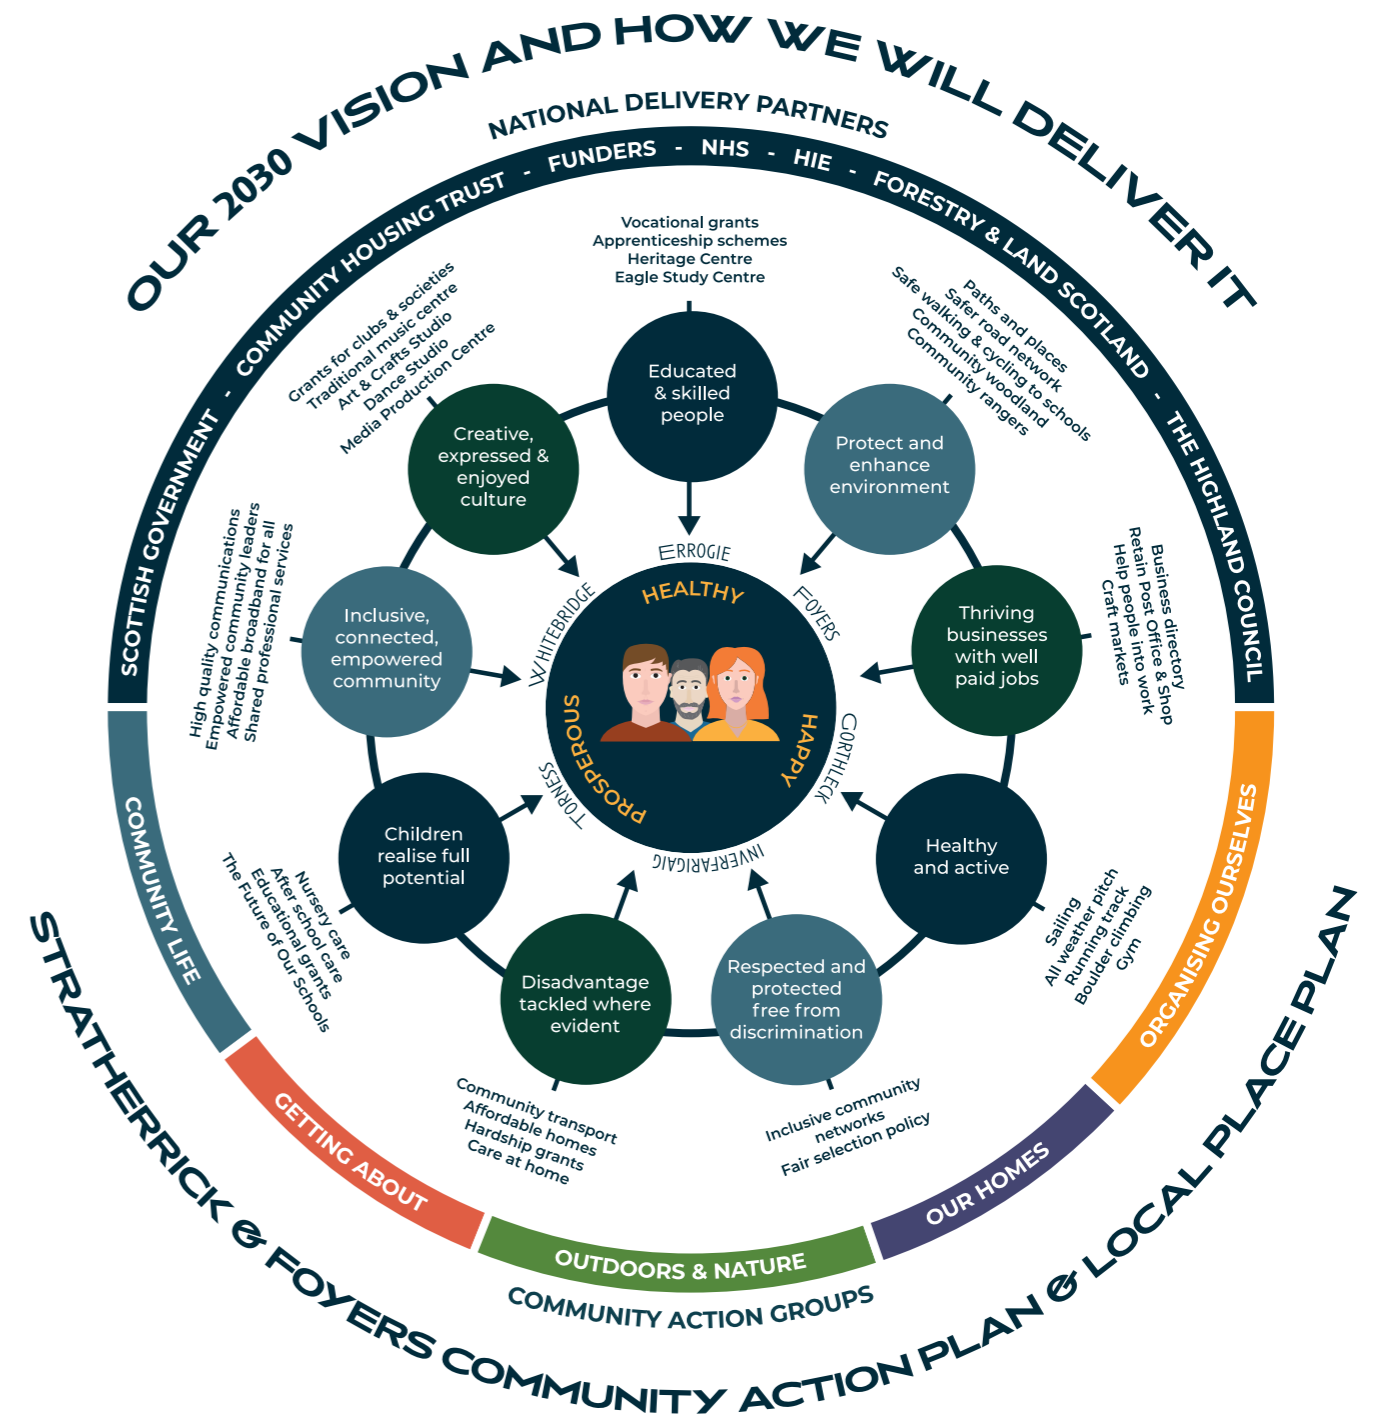 OUR 2030 VISION AND HOW WE WILL DELIVER IT
NATIONAL DELIVERY PARTNERS
SCOTTISH GOVERNMENT - COMMUNITY HOUSING TRUST - FUNDERS - NHS - HIE - FORESTRY & LAND SCOTLAND - THE HIGHLAND COUNCIL
Vocational grants
Apprenticeship schemes
Heritage Centre
Eagle Study Centre
Educated
& skilled
people
Paths and places
Safer road network
Safe walking & cycling to schools
Community woodland
Community rangers
Protect and
enhance
environment
Business directory
Retain Post Office & Shop
Help people into work
Craft markets
Thriving
businesses
with well
paid jobs
Sailing
All weather pitch
Running track
Boulder climbing
Gym
Healthy
and active
Inclusive community
networks
Fair selection policy
Respected and
protected
free from
discrimination
Community transport
Affordable homes
Hardship grants
Care at home
Disadvantage
tackled where
evident
Nursery care
After school care
Educational grants
The Future of Our Schools
Children
realise full
potential
High quality communications
Empowered community leaders
Affordable broadband for all
Shared professional services
Inclusive,
connected,
empowered
community
Grants for clubs & societies
Traditional music centre
Art & Crafts Studio
Dance Studio
Media Production Centre
Creative,
expressed &
enjoyed
culture
ERROGIE
FOYERS
GORTHLECK
INVERFARIGAIG
TORNESS
WHITEBRIDGE
HEALTHY
HAPPY
PROSPEROUS
COMMUNITY LIFE
GETTING ABOUT
OUTDOORS & NATURE
OUR HOMES
ORGANISING OURSELVES
COMMUNITY ACTION GROUPS
STRATHERRICK & FOYERS COMMUNITY ACTION PLAN & LOCAL PLACE PLAN